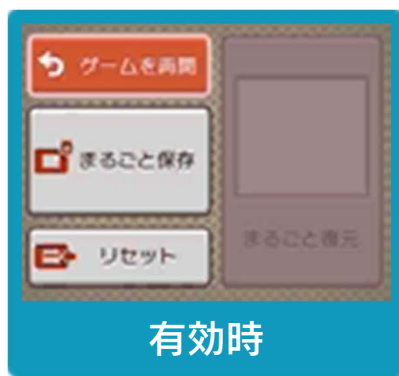 ゲームを再開
まるごと保存
リセット
まるごと復元
有効時